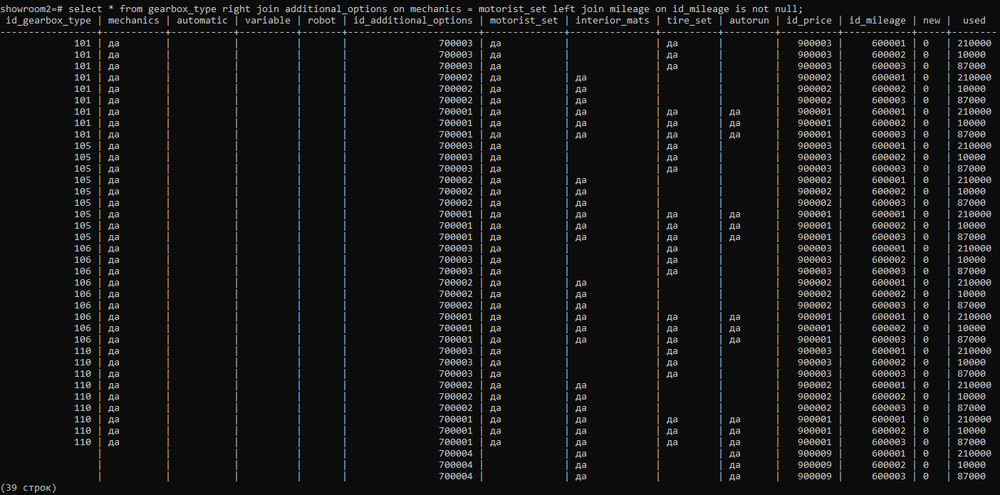 showroom2=# select * from gearbox_type right join additional_options on mechanics = motorist_set left join mileage on id_mileage is not null;
 id_gearbox_type | mechanics | automatic | variable | robot | id_additional_options | motorist_set | interior_mats | tire_set | autorun | id_price | id_mileage | new | used
-----------------+-----------+-----------+----------+-------+-----------------------+--------------+---------------+----------+---------+----------+------------+-----+--------
 101 | да | | | | 700003 | да | | да | | 900003 | 600001 | 0 | 210000
 101 | да | | | | 700003 | да | | да | | 900003 | 600002 | 0 | 10000
 101 | да | | | | 700003 | да | | да | | 900003 | 600003 | 0 | 87000
 101 | да | | | | 700002 | да | да | | | 900002 | 600001 | 0 | 210000
 101 | да | | | | 700002 | да | да | | | 900002 | 600002 | 0 | 10000
 101 | да | | | | 700002 | да | да | | | 900002 | 600003 | 0 | 87000
 101 | да | | | | 700001 | да | да | да | да | 900001 | 600001 | 0 | 210000
 101 | да | | | | 700001 | да | да | да | да | 900001 | 600002 | 0 | 10000
 101 | да | | | | 700001 | да | да | да | да | 900001 | 600003 | 0 | 87000
 105 | да | | | | 700003 | да | | да | | 900003 | 600001 | 0 | 210000
 105 | да | | | | 700003 | да | | да | | 900003 | 600002 | 0 | 10000
 105 | да | | | | 700003 | да | | да | | 900003 | 600003 | 0 | 87000
 105 | да | | | | 700002 | да | да | | | 900002 | 600001 | 0 | 210000
 105 | да | | | | 700002 | да | да | | | 900002 | 600002 | 0 | 10000
 105 | да | | | | 700002 | да | да | | | 900002 | 600003 | 0 | 87000
 105 | да | | | | 700001 | да | да | да | да | 900001 | 600001 | 0 | 210000
 105 | да | | | | 700001 | да | да | да | да | 900001 | 600002 | 0 | 10000
 105 | да | | | | 700001 | да | да | да | да | 900001 | 600003 | 0 | 87000
 106 | да | | | | 700003 | да | | да | | 900003 | 600001 | 0 | 210000
 106 | да | | | | 700003 | да | | да | | 900003 | 600002 | 0 | 10000
 106 | да | | | | 700003 | да | | да | | 900003 | 600003 | 0 | 87000
 106 | да | | | | 700002 | да | да | | | 900002 | 600001 | 0 | 210000
 106 | да | | | | 700002 | да | да | | | 900002 | 600002 | 0 | 10000
 106 | да | | | | 700002 | да | да | | | 900002 | 600003 | 0 | 87000
 106 | да | | | | 700001 | да | да | да | да | 900001 | 600001 | 0 | 210000
 106 | да | | | | 700001 | да | да | да | да | 900001 | 600002 | 0 | 10000
 106 | да | | | | 700001 | да | да | да | да | 900001 | 600003 | 0 | 87000
 110 | да | | | | 700003 | да | | да | | 900003 | 600001 | 0 | 210000
 110 | да | | | | 700003 | да | | да | | 900003 | 600002 | 0 | 10000
 110 | да | | | | 700003 | да | | да | | 900003 | 600003 | 0 | 87000
 110 | да | | | | 700002 | да | да | | | 900002 | 600001 | 0 | 210000
 110 | да | | | | 700002 | да | да | | | 900002 | 600002 | 0 | 10000
 110 | да | | | | 700002 | да | да | | | 900002 | 600003 | 0 | 87000
 110 | да | | | | 700001 | да | да | да | да | 900001 | 600001 | 0 | 210000
 110 | да | | | | 700001 | да | да | да | да | 900001 | 600002 | 0 | 10000
 110 | да | | | | 700001 | да | да | да | да | 900001 | 600003 | 0 | 87000
 | | | | | 700004 | | да | | да | 900009 | 600001 | 0 | 210000
 | | | | | 700004 | | да | | да | 900009 | 600002 | 0 | 10000
 | | | | | 700004 | | да | | да | 900009 | 600003 | 0 | 87000
(39 строк)